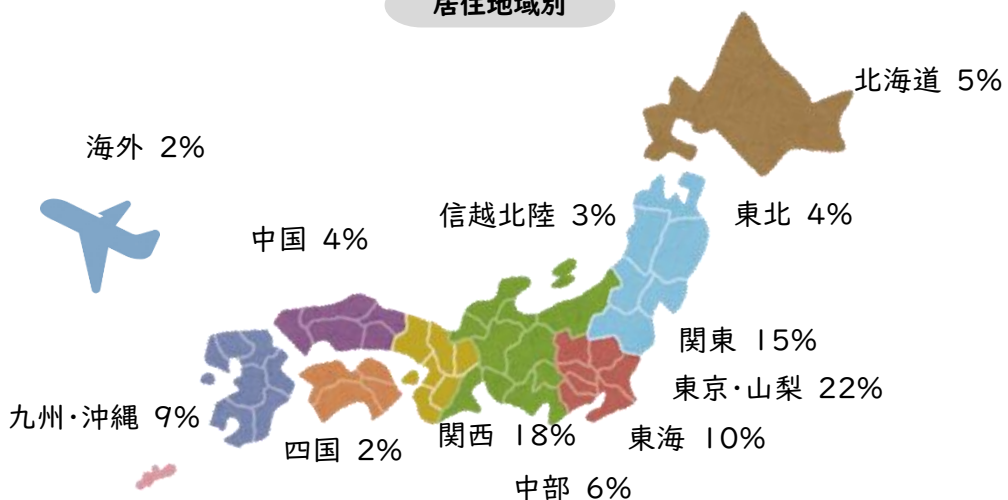 居住地域別
北海道 5%
海外 2%
信越北陸 3%
東北 4%
中国 4%
関東 15%
東京・山梨 22%
九州・沖縄 9%
関西 18%
東海 10%
四国 2%
中部 6%